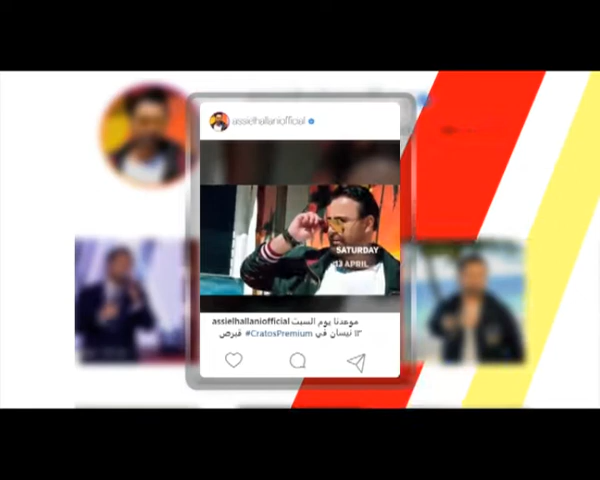 assielhallaniofficial
SATURDAY
13 APRIL
assielhallaniofficial موعدنا يوم السبت
١٣ نيسان في CratosPremium# قبرص